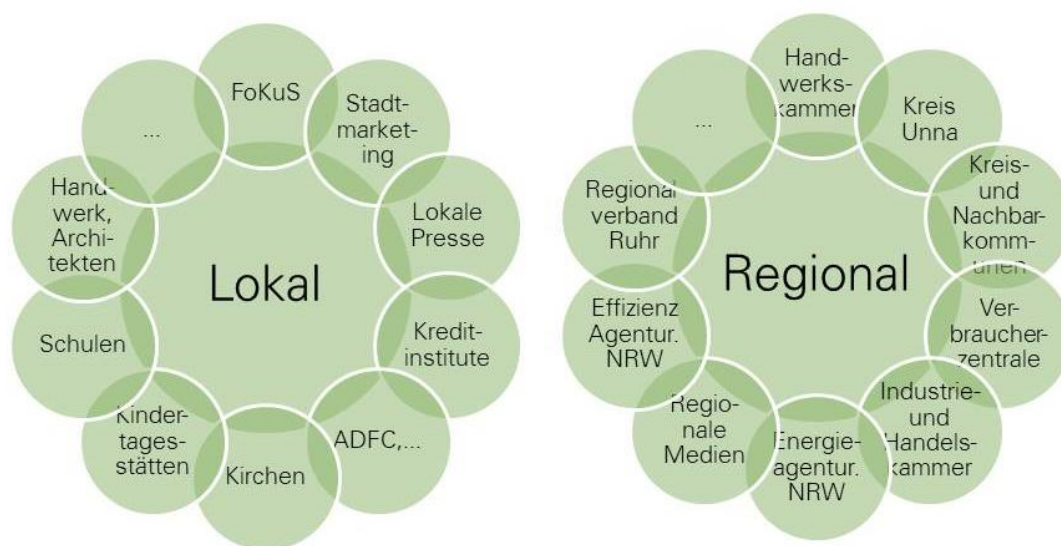 FoKuS
Stadt-
market-
ing
Lokale
Presse
Kredit-
institute
ADFC,...
Kirchen
Kinder-
tages-
stätten
Schulen
Hand-
werk,
Archi-
tekten
...
Lokal
Hand-
werks-
kammer
Kreis
Unna
Kreis-
und
Nachbar-
komm-
unen
Ver-
braucher-
zentrale
Industrie-
und
Handels-
kammer
Energie-
agentur.
NRW
Regio-
nale
Medien
Effizienz
Agentur.
NRW
Regional
verband
Ruhr
...
Regional